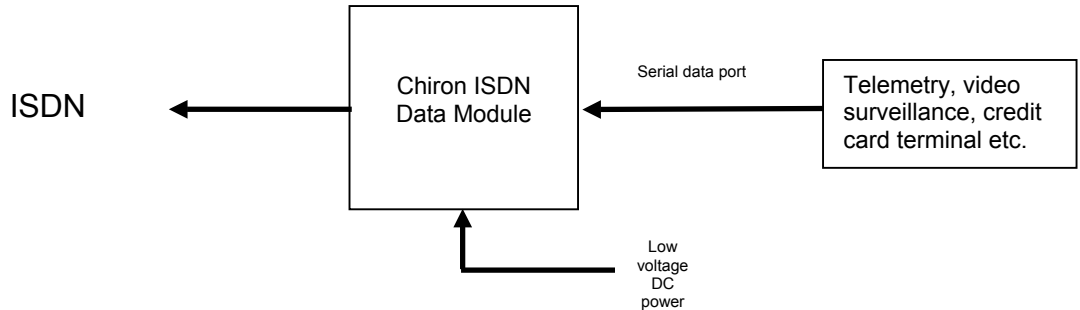 ISDN
Chiron ISDN
Data Module
Serial data port
Telemetry, video
surveillance, credit
card terminal etc.
Low
voltage
DC
power